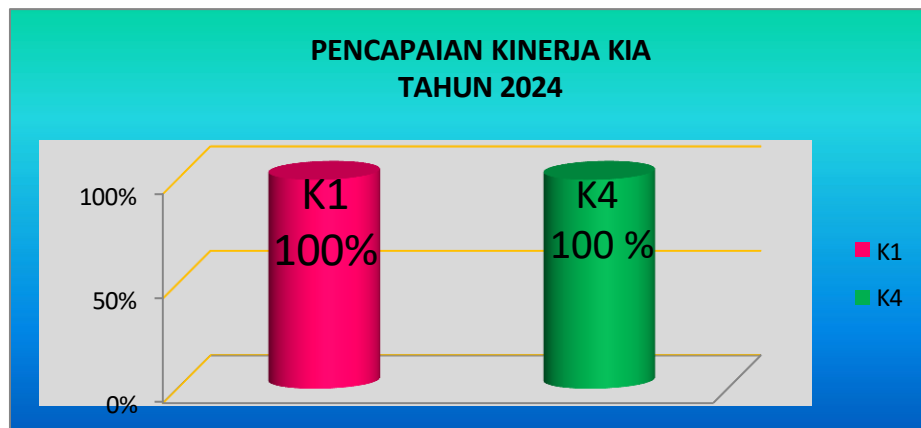 PENCAPAIAN KINERJA KIA
TAHUN 2024
100%
50%
0%
K1
100%
K4
100 %
K1
K4